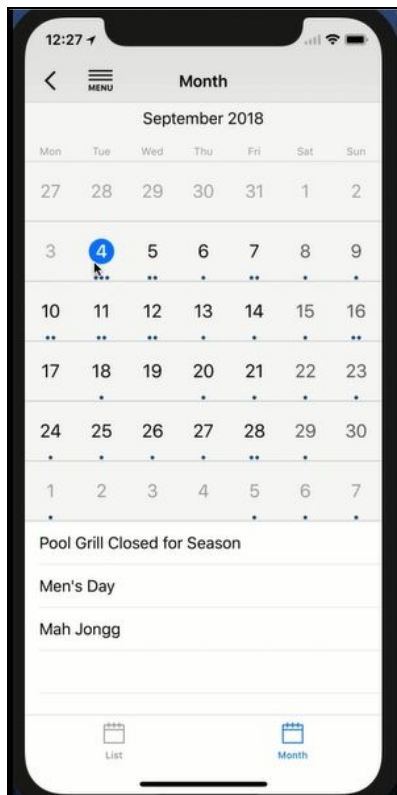 12:27
MENU
Month
September 2018
Mon Tue Wed Thu Fri Sat Sun
27 28 29 30 31 1 2
3 4 5 6 7 8 9
10 11 12 13 14 15 16
17 18 19 20 21 22 23
24 25 26 27 28 29 30
1 2 3 4 5 6 7
Pool Grill Closed for Season
Men's Day
Mah Jongg
List Month